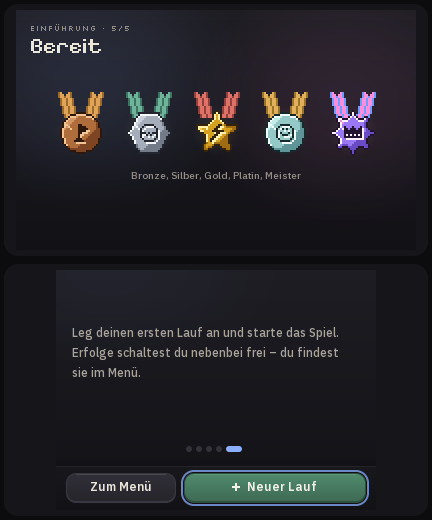 EINFÜHRUNG · 5/5
Bereit
Bronze, Silber, Gold, Platin, Meister
Leg deinen ersten Lauf an und starte das Spiel.
Erfolge schaltest du nebenbei frei – du findest
sie im Menü.
Zum Menü
+ Neuer Lauf